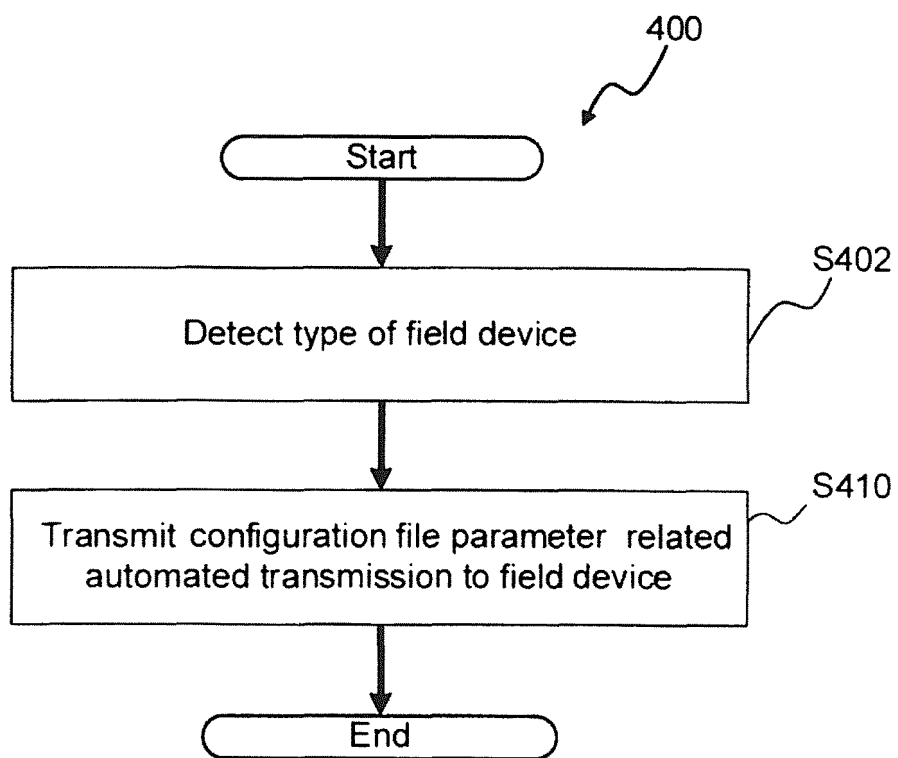 400
Start
S402
Detect type of field device
S410
Transmit configuration file parameter related
automated transmission to field device
End